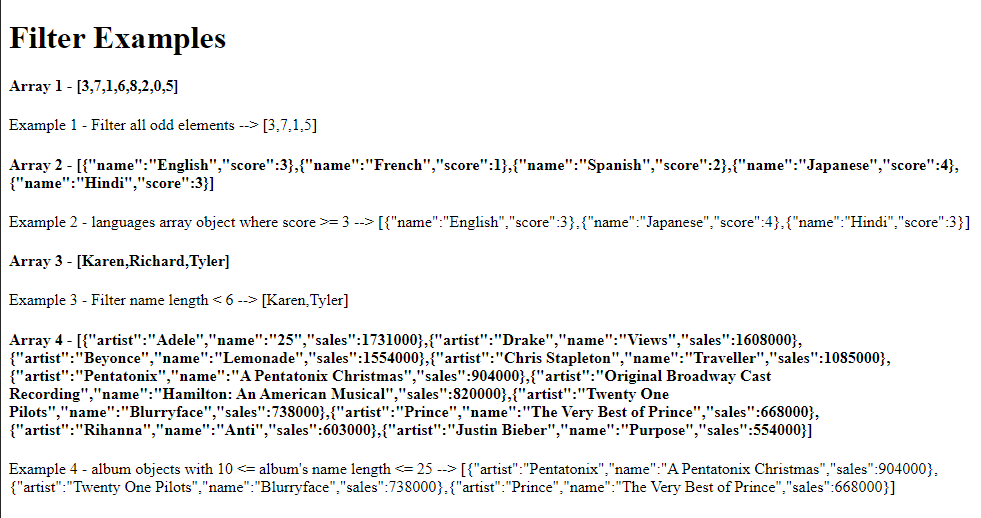 Filter Examples
Array 1 - [3,7,1,6,8,2,0,5]
Example 1 - Filter all odd elements --> [3,7,1,5]
Array 2 - [{"name":"English","score":3},{"name":"French","score":1},{"name":"Spanish","score":2},{"name":"Japanese","score":4},
{"name":"Hindi","score":3}]
Example 2 - languages array object where score >= 3 --> [{"name":"English","score":3},{"name":"Japanese","score":4},{"name":"Hindi","score":3}]
Array 3 - [Karen,Richard,Tyler]
Example 3 - Filter name length < 6 --> [Karen,Tyler]
Array 4 - [{"artist":"Adele","name":"25","sales":1731000},{"artist":"Drake","name":"Views","sales":1608000},
{"artist":"Beyonce","name":"Lemonade","sales":1554000},{"artist":"Chris Stapleton","name":"Traveller","sales":1085000},
{"artist":"Pentatonix","name":"A Pentatonix Christmas","sales":904000},{"artist":"Original Broadway Cast
Recording","name":"Hamilton: An American Musical","sales":820000},{"artist":"Twenty One
Pilots","name":"Blurryface","sales":738000},{"artist":"Prince","name":"The Very Best of Prince","sales":668000},
{"artist":"Rihanna","name":"Anti","sales":603000},{"artist":"Justin Bieber","name":"Purpose","sales":554000}]
Example 4 - album objects with 10 <= album's name length <= 25 --> [{"artist":"Pentatonix","name":"A Pentatonix Christmas","sales":904000},
{"artist":"Twenty One Pilots","name":"Blurryface","sales":738000},{"artist":"Prince","name":"The Very Best of Prince","sales":668000}]